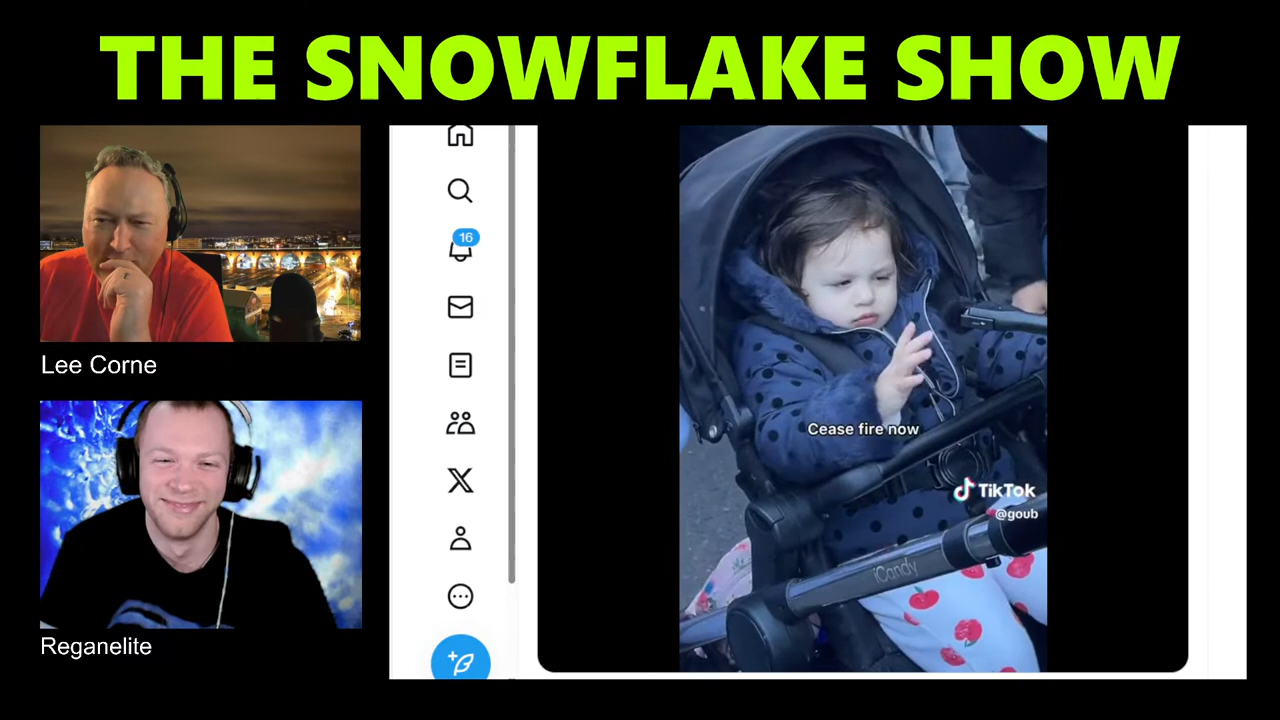 THE SNOWFLAKE SHOW
Lee Corne
Reganelite
16
Cease fire now
TikTok
@goub
iCandy